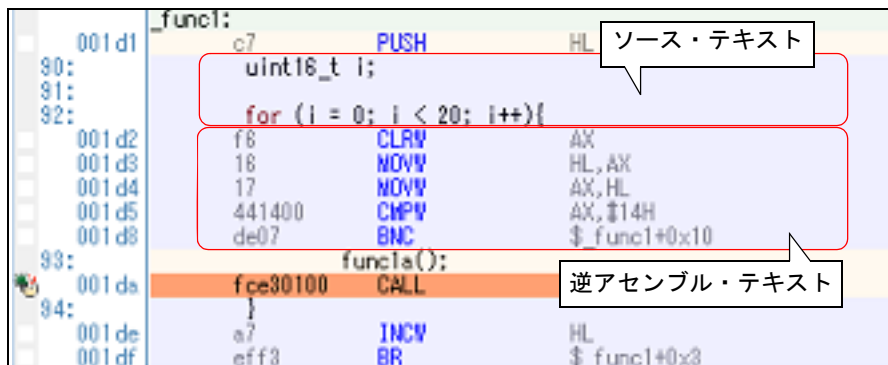 _func1:
001d1 c7 PUSH HL
ソース・テキスト
90: uint16_t i;
91:
92: for (i = 0; i < 20; i++){
001d2 f6 CLRW AX
001d3 16 MOVW HL,AX
001d4 17 MOVW AX,HL
001d5 441400 CMPW AX,$14H
001d8 de07 BNC $_func1+0x10
93: func1a();
逆アセンブル・テキスト
001da fce30100 CALL
94: }
001de a7 INCW HL
001df eff3 BR $_func1+0x3